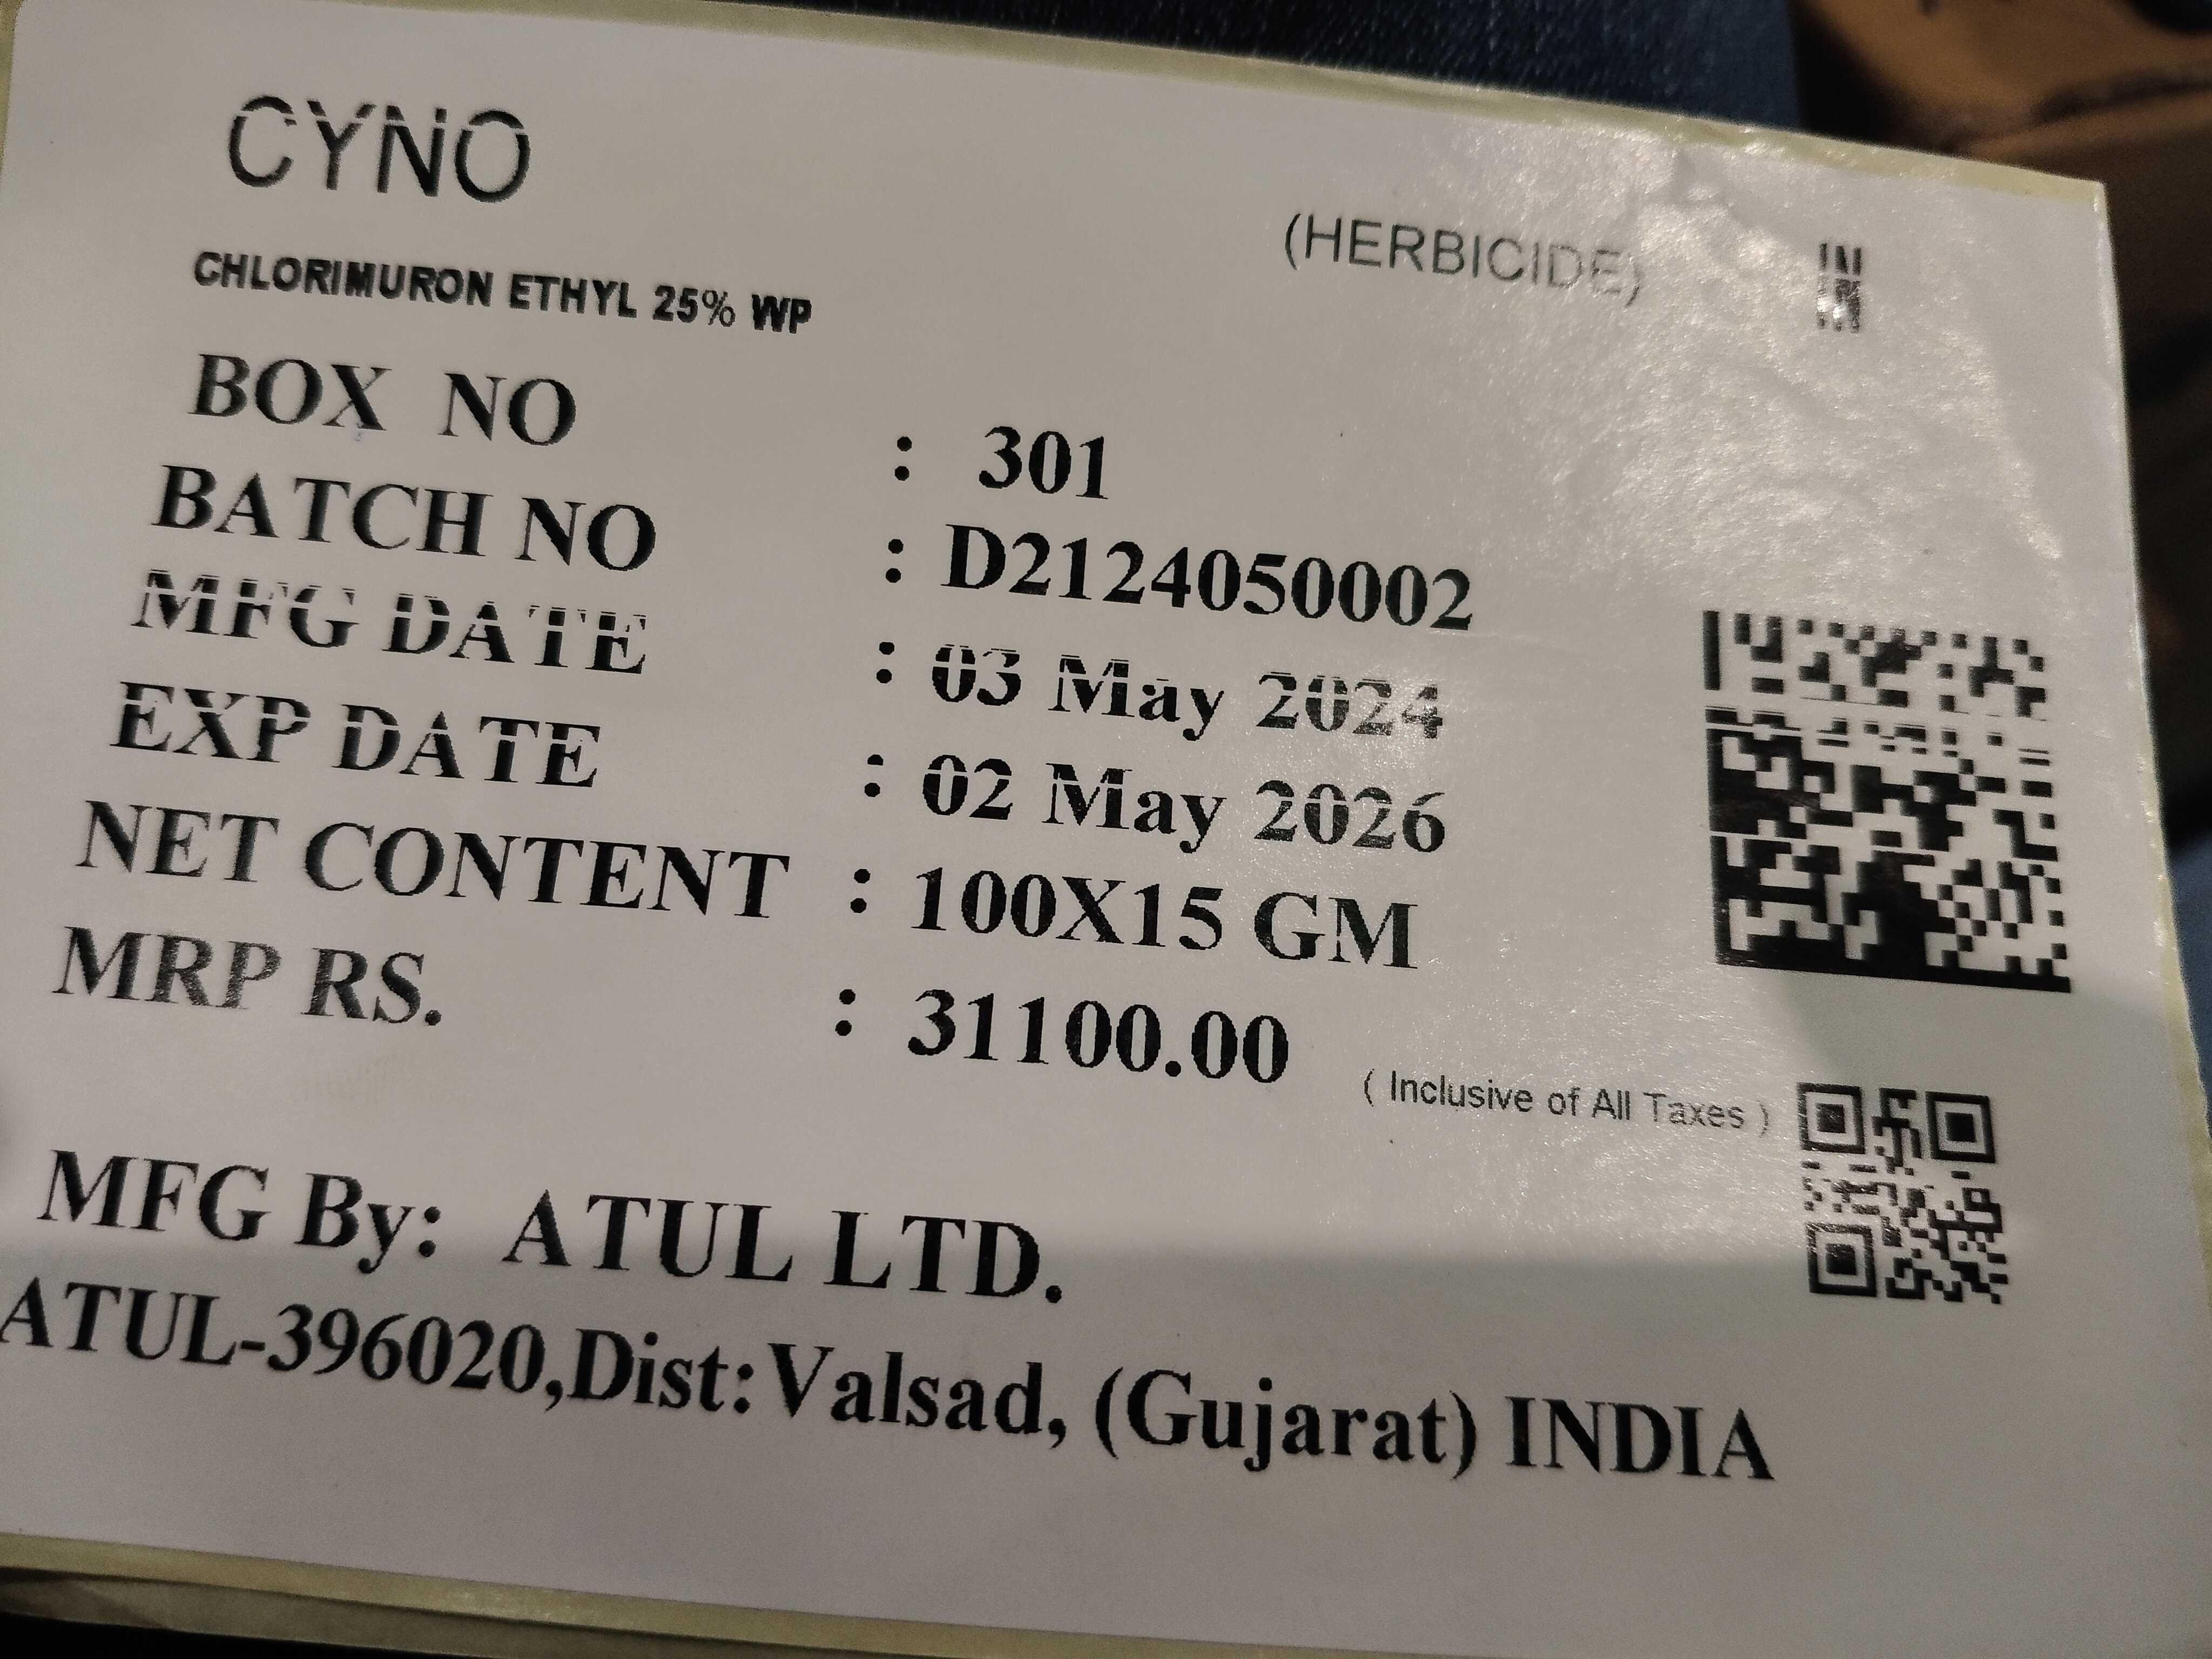 CYNO
(HERBICIDE)
CHLORIMURON ETHYL 25% WP
BOX NO : 301
BATCH NO : D2124050002
MFG DATE : 03 May 2024
EXP DATE : 02 May 2026
NET CONTENT : 100X15 GM
MRP RS. : 31100.00 ( Inclusive of All Taxes )
MFG By: ATUL LTD.
ATUL-396020,Dist:Valsad, (Gujarat) INDIA